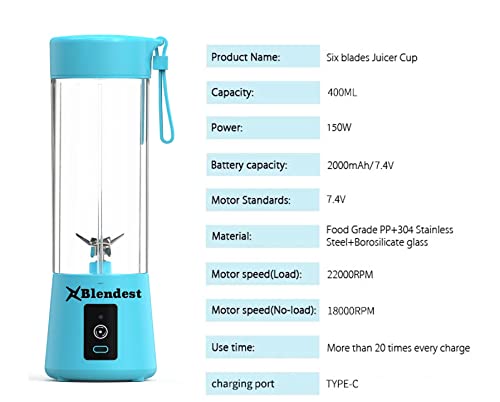 Blendest
Product Name: Six blades Juicer Cup
Capacity: 400ML
Power: 150W
Battery capacity: 2000mAh/ 7.4V
Motor Standards: 7.4V
Material: Food Grade PP+304 Stainless
Steel+Borosilicate glass
Motor speed(Load): 22000RPM
Motor speed(No-load): 18000RPM
Use time: More than 20 times every charge
charging port TYPE-C